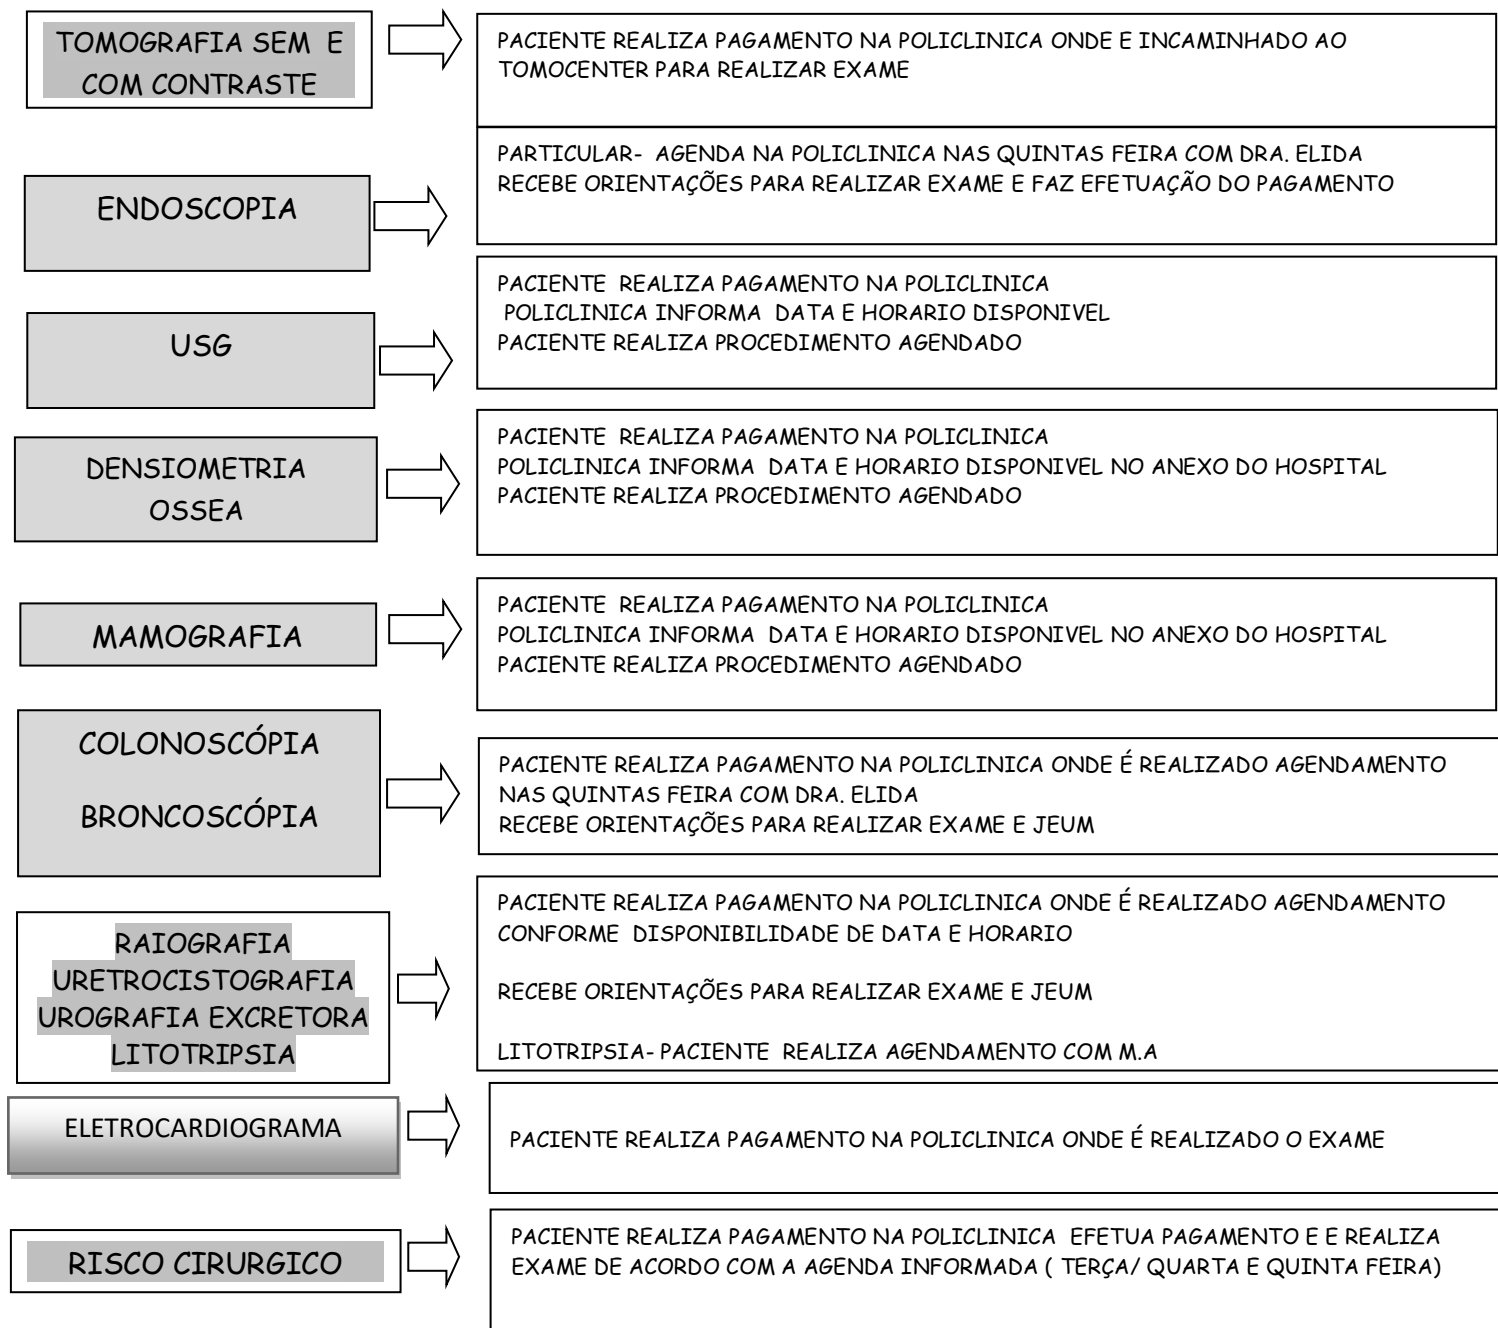 TOMOGRAFIA SEM E
COM CONTRASTE
PACIENTE REALIZA PAGAMENTO NA POLICLINICA ONDE E INCAMINHADO AO
TOMOCENTER PARA REALIZAR EXAME
ENDOSCOPIA
PARTICULAR- AGENDA NA POLICLINICA NAS QUINTAS FEIRA COM DRA. ELIDA
RECEBE ORIENTAÇÕES PARA REALIZAR EXAME E FAZ EFETUAÇÃO DO PAGAMENTO
USG
PACIENTE REALIZA PAGAMENTO NA POLICLINICA
POLICLINICA INFORMA DATA E HORARIO DISPONIVEL
PACIENTE REALIZA PROCEDIMENTO AGENDADO
DENSIOMETRIA
OSSEA
PACIENTE REALIZA PAGAMENTO NA POLICLINICA
POLICLINICA INFORMA DATA E HORARIO DISPONIVEL NO ANEXO DO HOSPITAL
PACIENTE REALIZA PROCEDIMENTO AGENDADO
MAMOGRAFIA
PACIENTE REALIZA PAGAMENTO NA POLICLINICA
POLICLINICA INFORMA DATA E HORARIO DISPONIVEL NO ANEXO DO HOSPITAL
PACIENTE REALIZA PROCEDIMENTO AGENDADO
COLONOSCÓPIA
BRONCOSCÓPIA
PACIENTE REALIZA PAGAMENTO NA POLICLINICA ONDE É REALIZADO AGENDAMENTO
NAS QUINTAS FEIRA COM DRA. ELIDA
RECEBE ORIENTAÇÕES PARA REALIZAR EXAME E JEUM
RAIOGRAFIA
URETROCISTOGRAFIA
UROGRAFIA EXCRETORA
LITOTRIPSIA
PACIENTE REALIZA PAGAMENTO NA POLICLINICA ONDE É REALIZADO AGENDAMENTO
CONFORME DISPONIBILIDADE DE DATA E HORARIO
RECEBE ORIENTAÇÕES PARA REALIZAR EXAME E JEUM
LITOTRIPSIA- PACIENTE REALIZA AGENDAMENTO COM M.A
ELETROCARDIOGRAMA
PACIENTE REALIZA PAGAMENTO NA POLICLINICA ONDE É REALIZADO O EXAME
RISCO CIRURGICO
PACIENTE REALIZA PAGAMENTO NA POLICLINICA EFETUA PAGAMENTO E E REALIZA
EXAME DE ACORDO COM A AGENDA INFORMADA ( TERÇA/ QUARTA E QUINTA FEIRA)